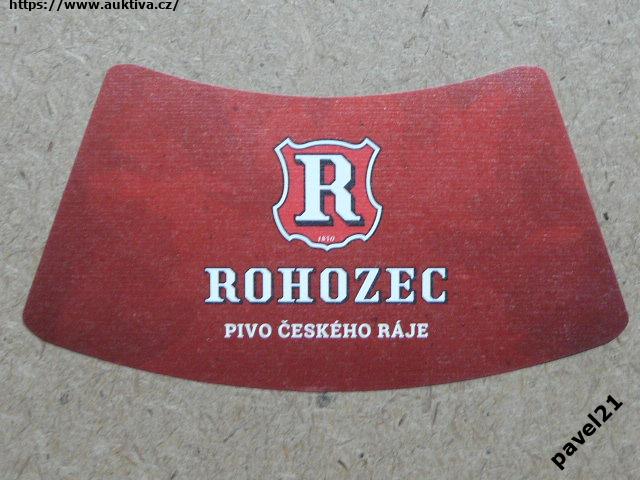 https://www.auktiva.cz/
R
1850
ROHOZEC
PIVO ČESKÉHO RÁJE
pavel21